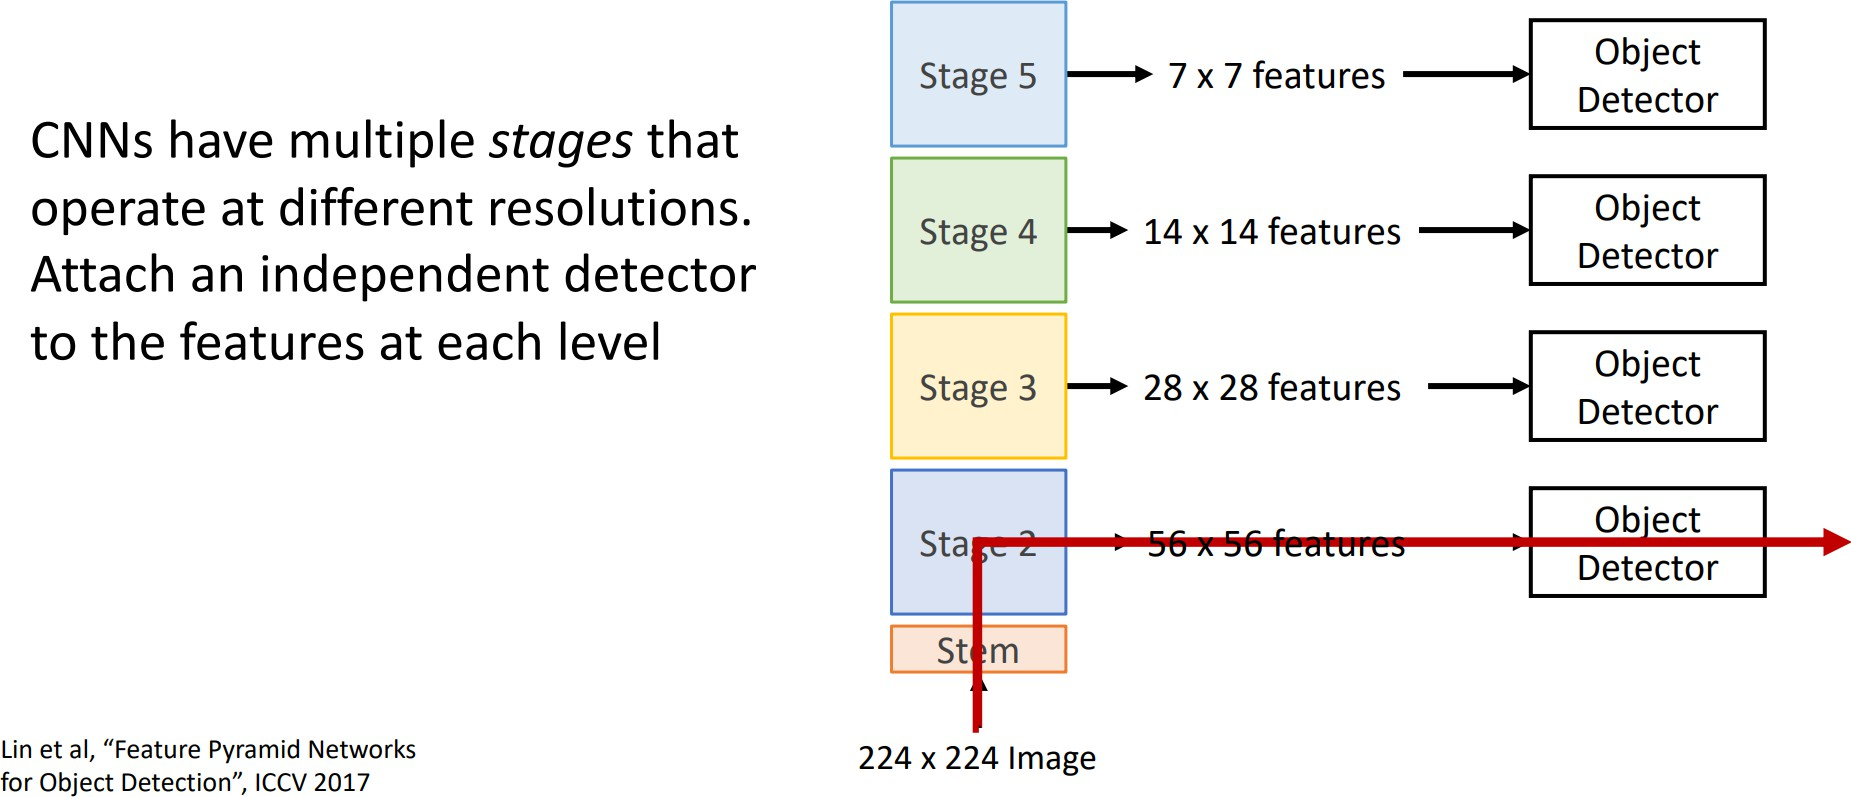 CNNs have multiple stages that
operate at different resolutions.
Attach an independent detector
to the features at each level
Stage 5
7 x 7 features
Object
Detector
Stage 4
14 x 14 features
Object
Detector
Stage 3
28 x 28 features
Object
Detector
Stage 2
56 x 56 features
Object
Detector
Stem
224 x 224 Image
Lin et al, “Feature Pyramid Networks
for Object Detection”, ICCV 2017